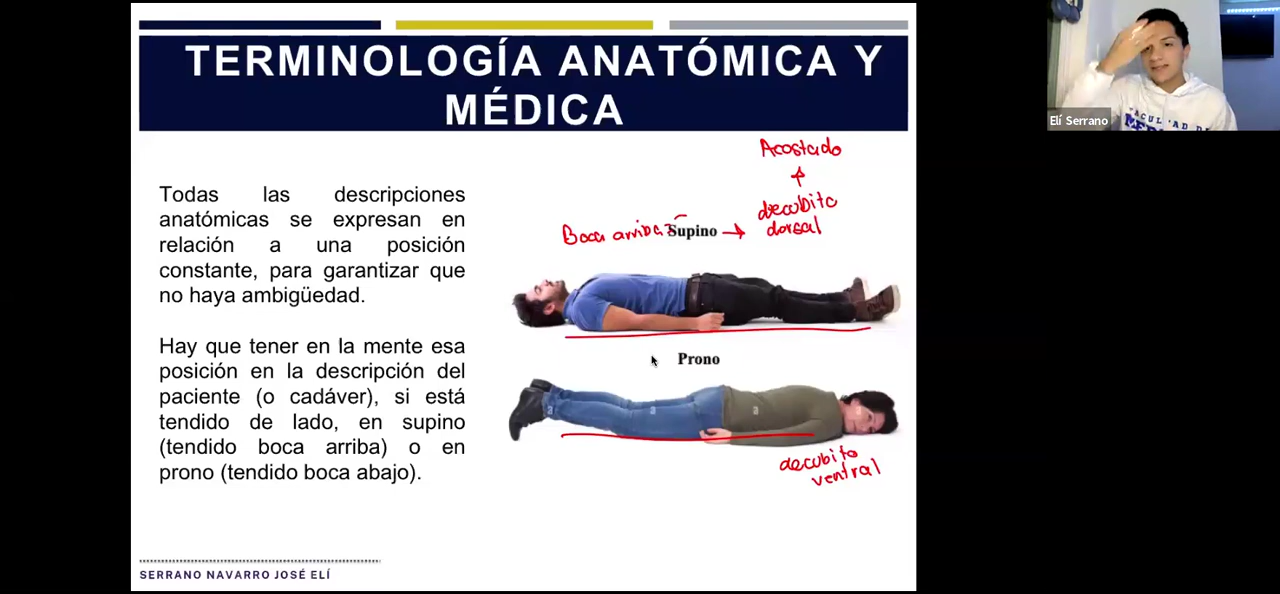 TERMINOLOGÍA ANATÓMICA Y
MÉDICA
Todas las descripciones
anatómicas se expresan en
relación a una posición
constante, para garantizar que
no haya ambigüedad.
Hay que tener en la mente esa
posición en la descripción del
paciente (o cadáver), si está
tendido de lado, en supino
(tendido boca arriba) o en
prono (tendido boca abajo).
Acostado
decubito
dorsal
Boca arriba
Supino
Prono
decubito
ventral
SERRANO NAVARRO JOSÉ ELÍ
Elí Serrano